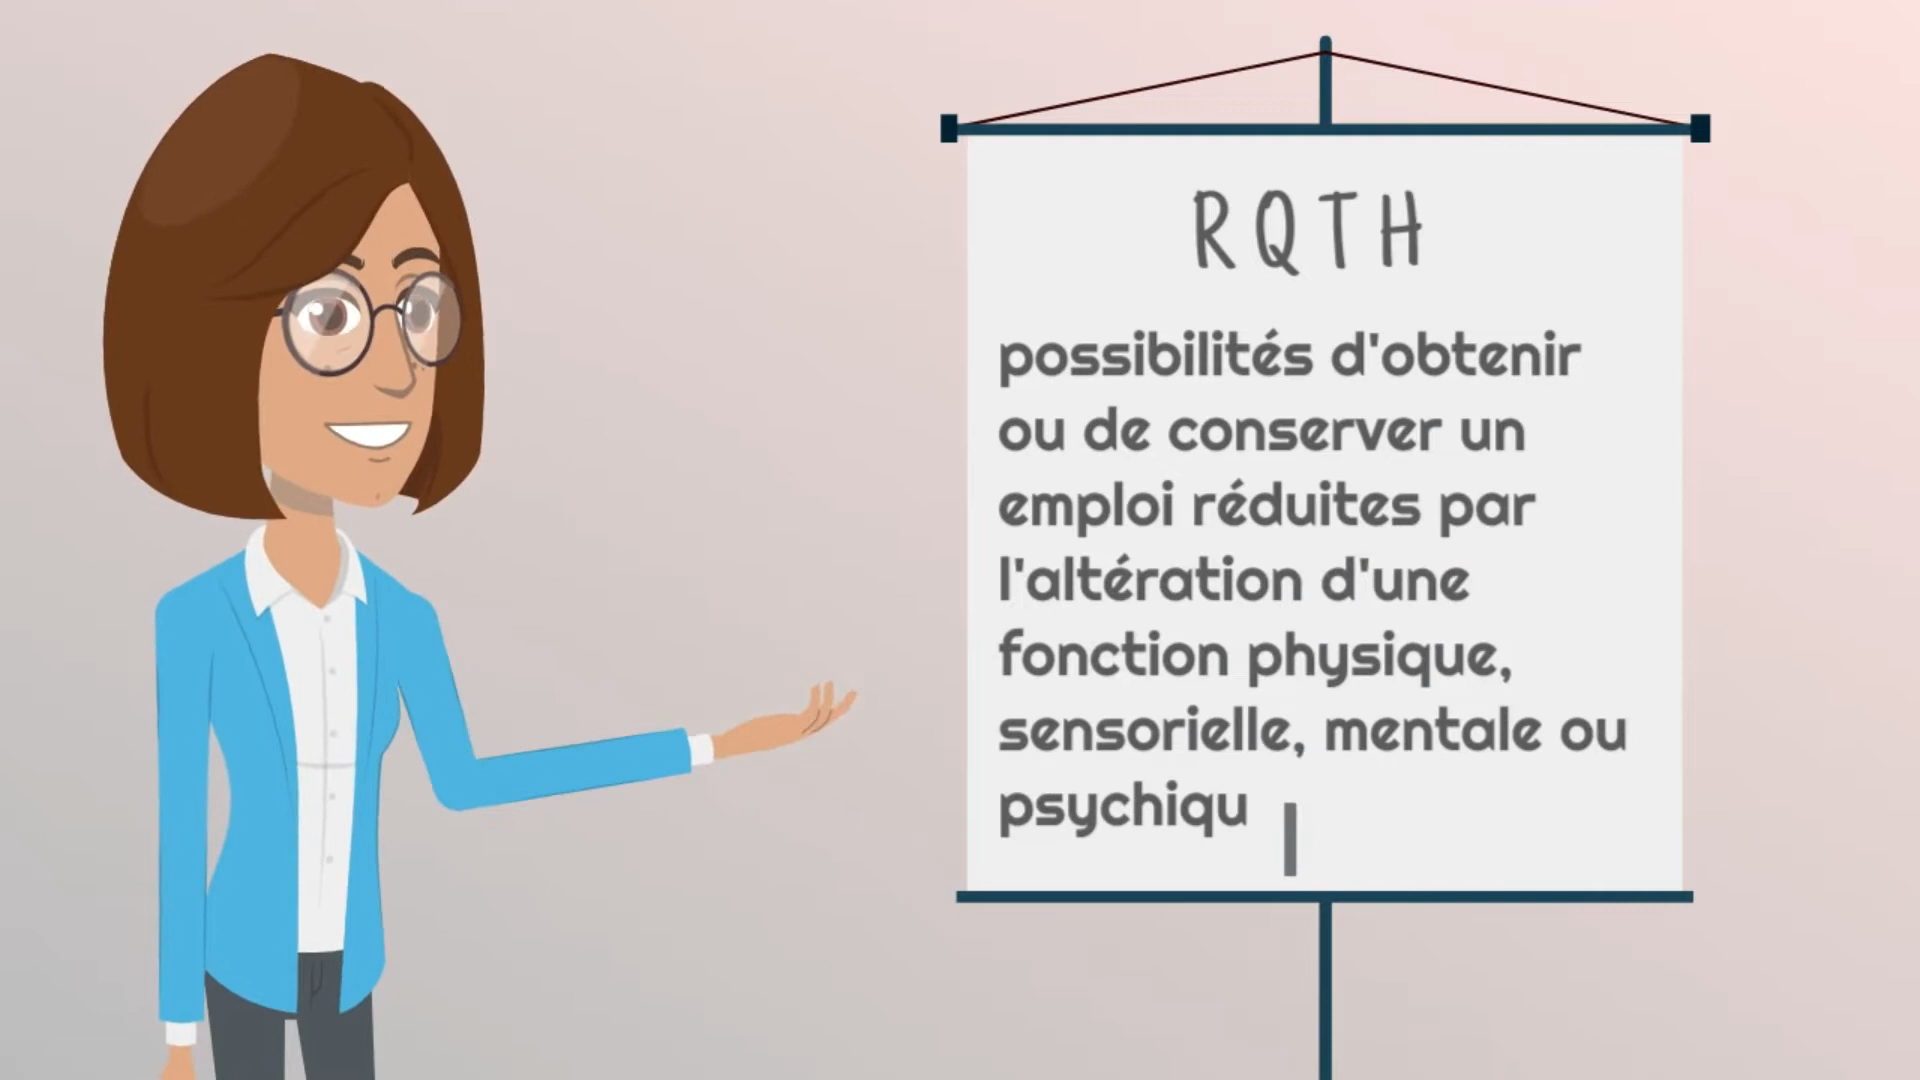 RQTH
possibilités d'obtenir
ou de conserver un
emploi réduites par
l'altération d'une
fonction physique,
sensorielle, mentale ou
psychiqu